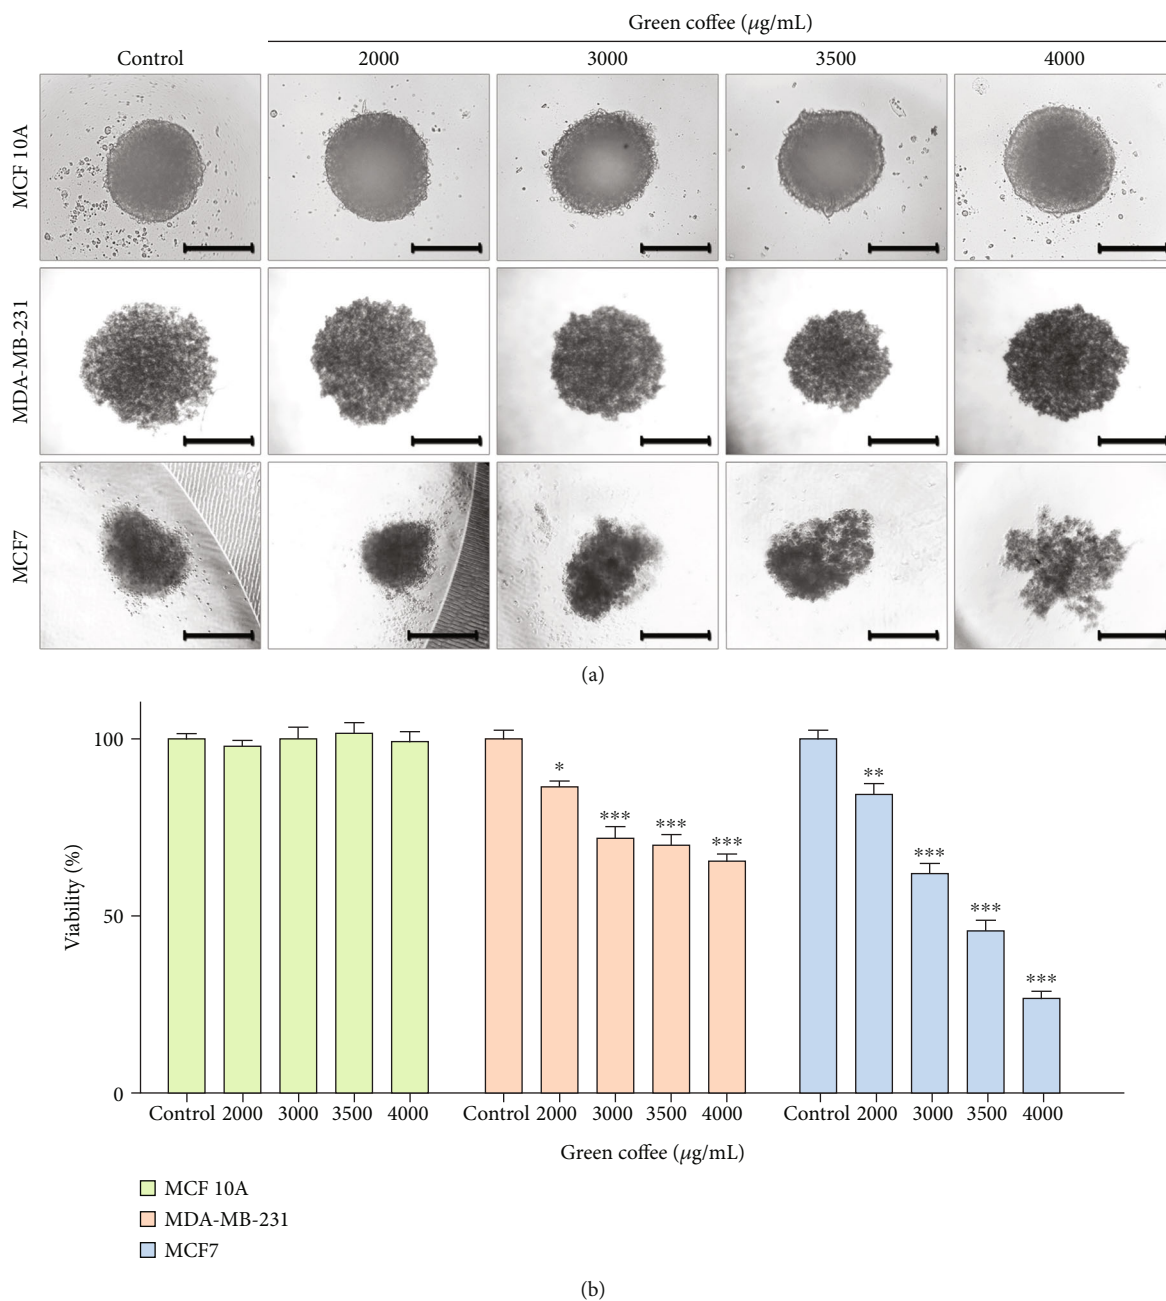 Green coffee (μg/mL)
Control 2000 3000 3500 4000
MCF 10A
MDA-MB-231
MCF7
(a)
100
50
0
Viability (%)
* *** *** ***
** *** *** ***
Control 2000 3000 3500 4000 Control 2000 3000 3500 4000 Control 2000 3000 3500 4000
Green coffee (μg/mL)
MCF 10A
MDA-MB-231
MCF7
(b)